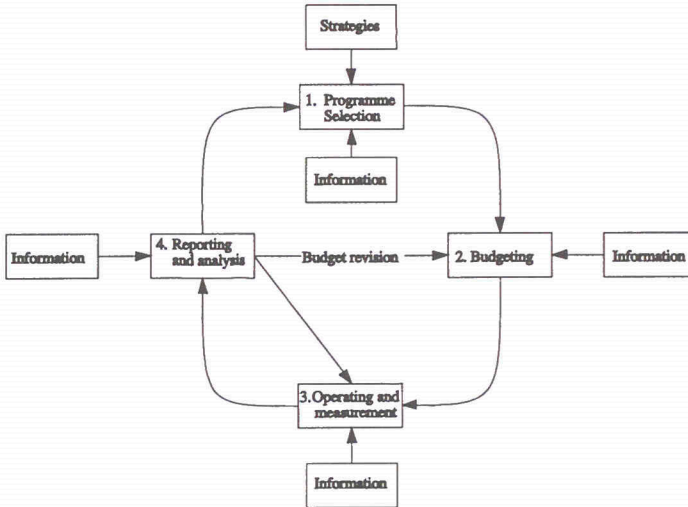 Strategies
1. Programme
Selection
Information
Information
4. Reporting
and analysis
Budget revision
2. Budgeting
Information
3.Operating and
measurement
Information